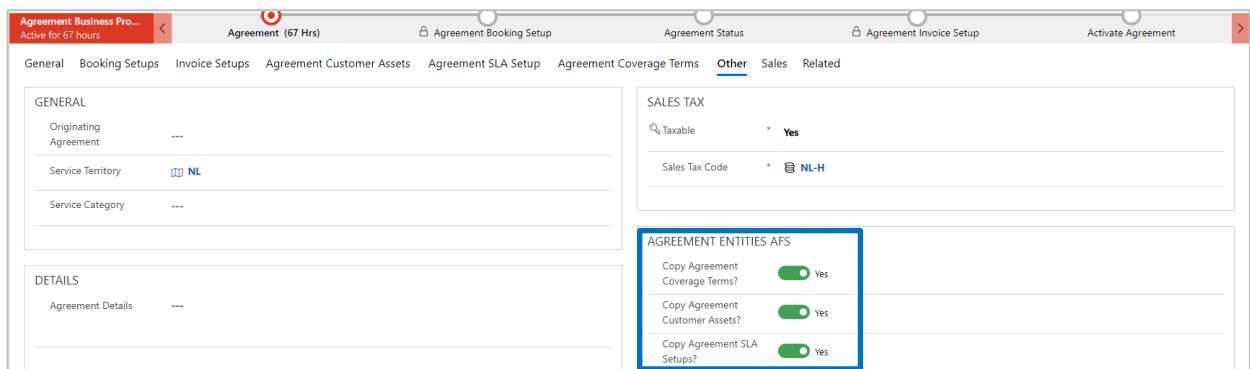 Agreement Business Pro...
Active for 67 hours
Agreement (67 Hrs)
Agreement Booking Setup
Agreement Status
Agreement Invoice Setup
Activate Agreement
General Booking Setups Invoice Setups Agreement Customer Assets Agreement SLA Setup Agreement Coverage Terms Other Sales Related
GENERAL
Originating
Agreement
---
Service Territory NL
Service Category ---
DETAILS
Agreement Details ---
SALES TAX
Taxable * Yes
Sales Tax Code * NL-H
AGREEMENT ENTITIES AFS
Copy Agreement
Coverage Terms? Yes
Copy Agreement
Customer Assets? Yes
Copy Agreement SLA
Setups? Yes